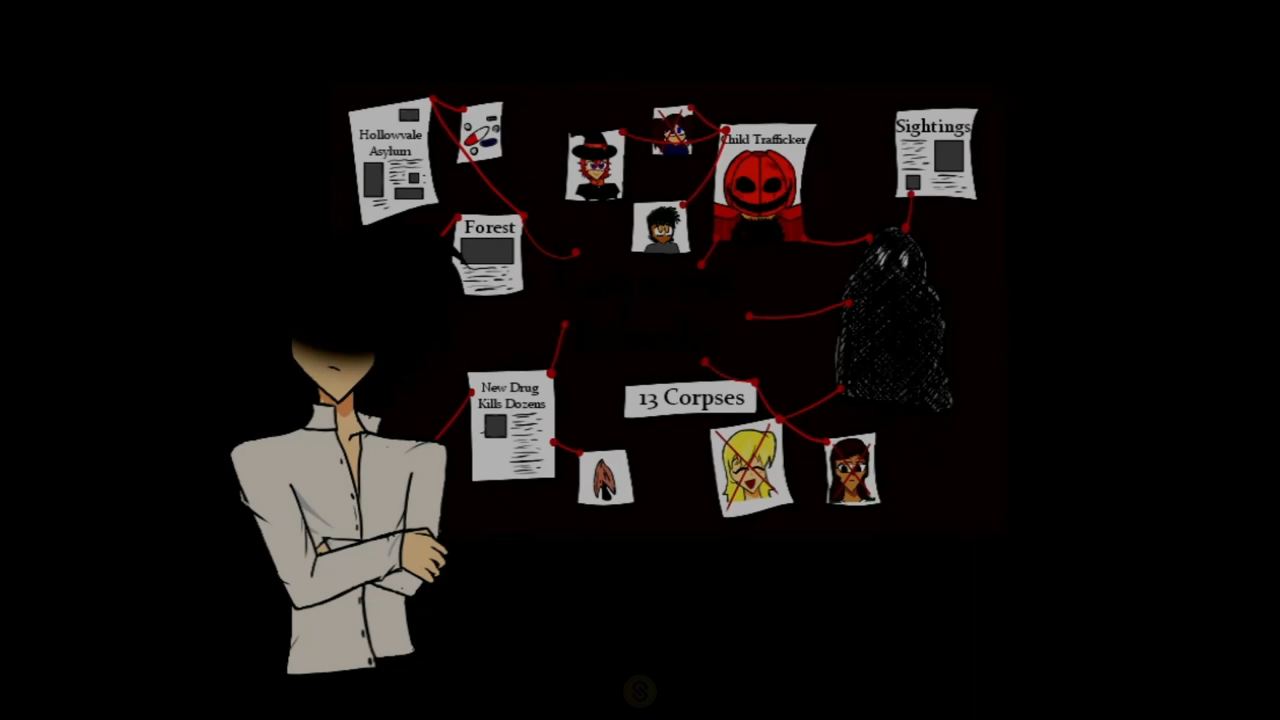 Hollowvale
Asylum
Child Trafficker
Sightings
Forest
New Drug
Kills Dozens
13 Corpses